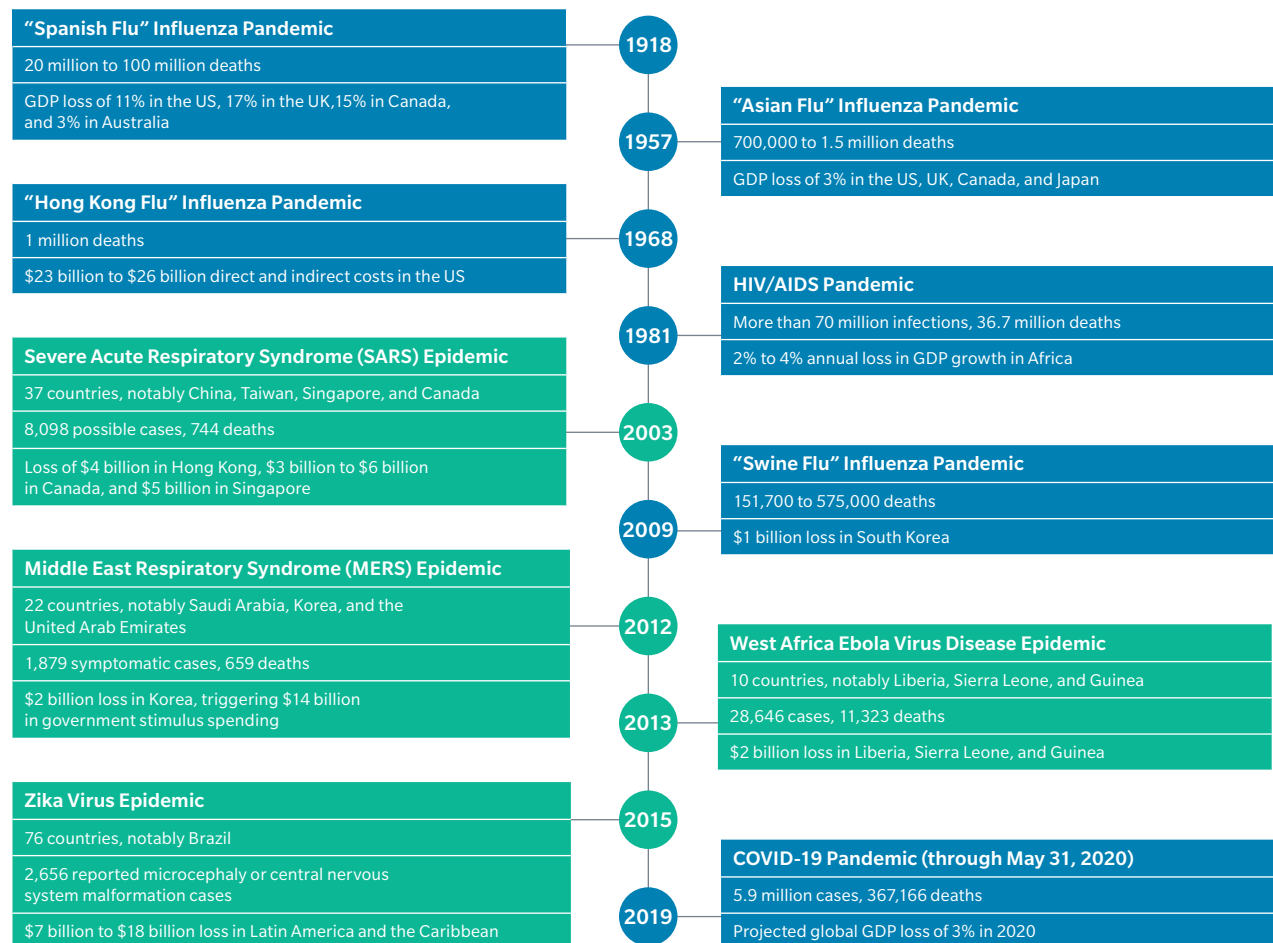 “Spanish Flu” Influenza Pandemic
20 million to 100 million deaths
GDP loss of 11% in the US, 17% in the UK,15% in Canada,
and 3% in Australia
1918
“Asian Flu” Influenza Pandemic
700,000 to 1.5 million deaths
GDP loss of 3% in the US, UK, Canada, and Japan
1957
“Hong Kong Flu” Influenza Pandemic
1 million deaths
$23 billion to $26 billion direct and indirect costs in the US
1968
HIV/AIDS Pandemic
More than 70 million infections, 36.7 million deaths
2% to 4% annual loss in GDP growth in Africa
1981
Severe Acute Respiratory Syndrome (SARS) Epidemic
37 countries, notably China, Taiwan, Singapore, and Canada
8,098 possible cases, 744 deaths
Loss of $4 billion in Hong Kong, $3 billion to $6 billion
in Canada, and $5 billion in Singapore
2003
“Swine Flu” Influenza Pandemic
151,700 to 575,000 deaths
$1 billion loss in South Korea
2009
Middle East Respiratory Syndrome (MERS) Epidemic
22 countries, notably Saudi Arabia, Korea, and the
United Arab Emirates
1,879 symptomatic cases, 659 deaths
$2 billion loss in Korea, triggering $14 billion
in government stimulus spending
2012
West Africa Ebola Virus Disease Epidemic
10 countries, notably Liberia, Sierra Leone, and Guinea
28,646 cases, 11,323 deaths
$2 billion loss in Liberia, Sierra Leone, and Guinea
2013
Zika Virus Epidemic
76 countries, notably Brazil
2,656 reported microcephaly or central nervous
system malformation cases
$7 billion to $18 billion loss in Latin America and the Caribbean
2015
COVID-19 Pandemic (through May 31, 2020)
5.9 million cases, 367,166 deaths
Projected global GDP loss of 3% in 2020
2019